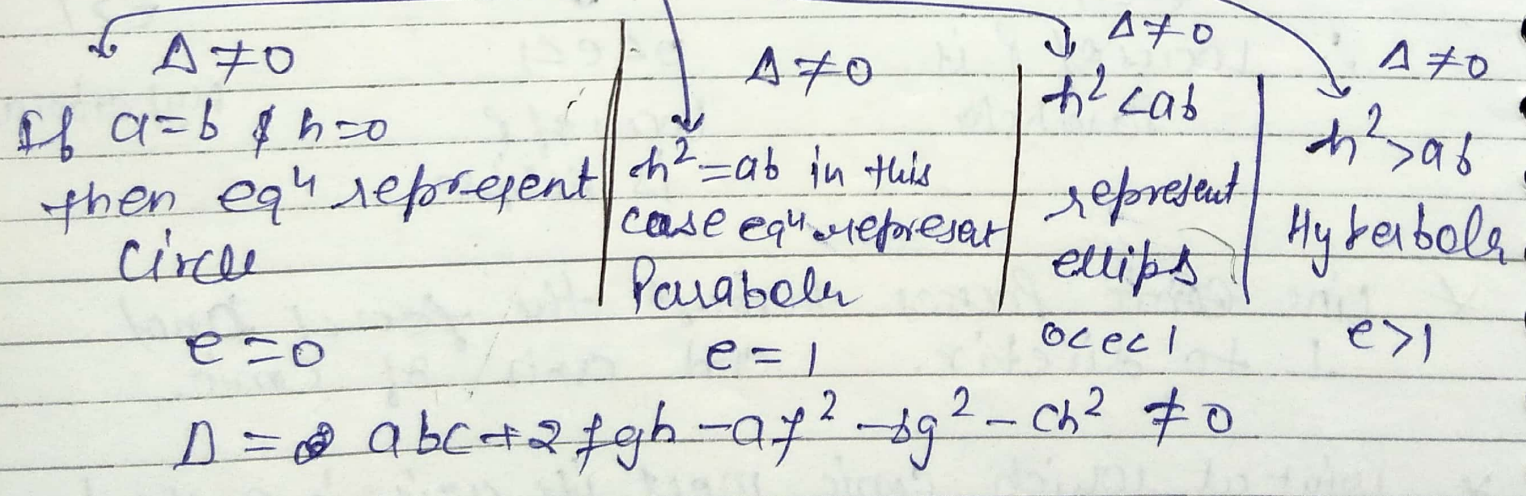 Δ ≠ 0
If a = b & h = 0
then eqⁿ represent
Circle
e = 0
Δ ≠ 0
h² = ab in this
case eqⁿ represent
Parabola
e = 1
Δ ≠ 0
h² < ab
represent
ellips
0<e<1
Δ ≠ 0
h² > ab
Hyperbola
e > 1
Δ = abc + 2fgh - af² - bg² - ch² ≠ 0